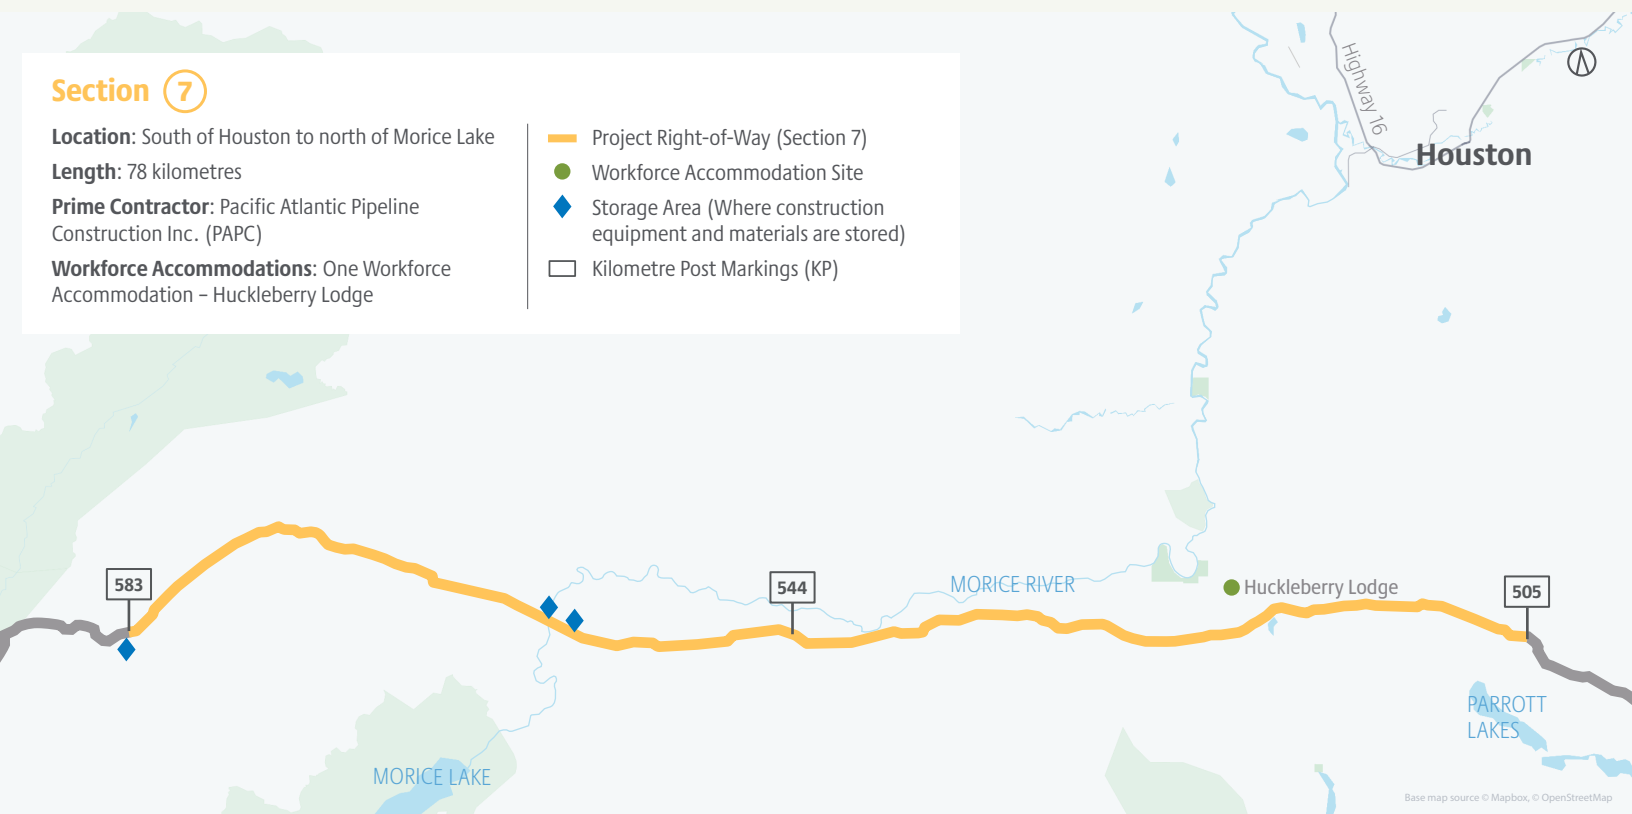 Section 7
Location: South of Houston to north of Morice Lake
Length: 78 kilometres
Prime Contractor: Pacific Atlantic Pipeline
Construction Inc. (PAPC)
Workforce Accommodations: One Workforce
Accommodation – Huckleberry Lodge
Project Right-of-Way (Section 7)
Workforce Accommodation Site
Storage Area (Where construction
equipment and materials are stored)
Kilometre Post Markings (KP)
Highway 16
Houston
583
544
MORICE RIVER
Huckleberry Lodge
505
PARROTT
LAKES
MORICE LAKE
Base map source © Mapbox, © OpenStreetMap